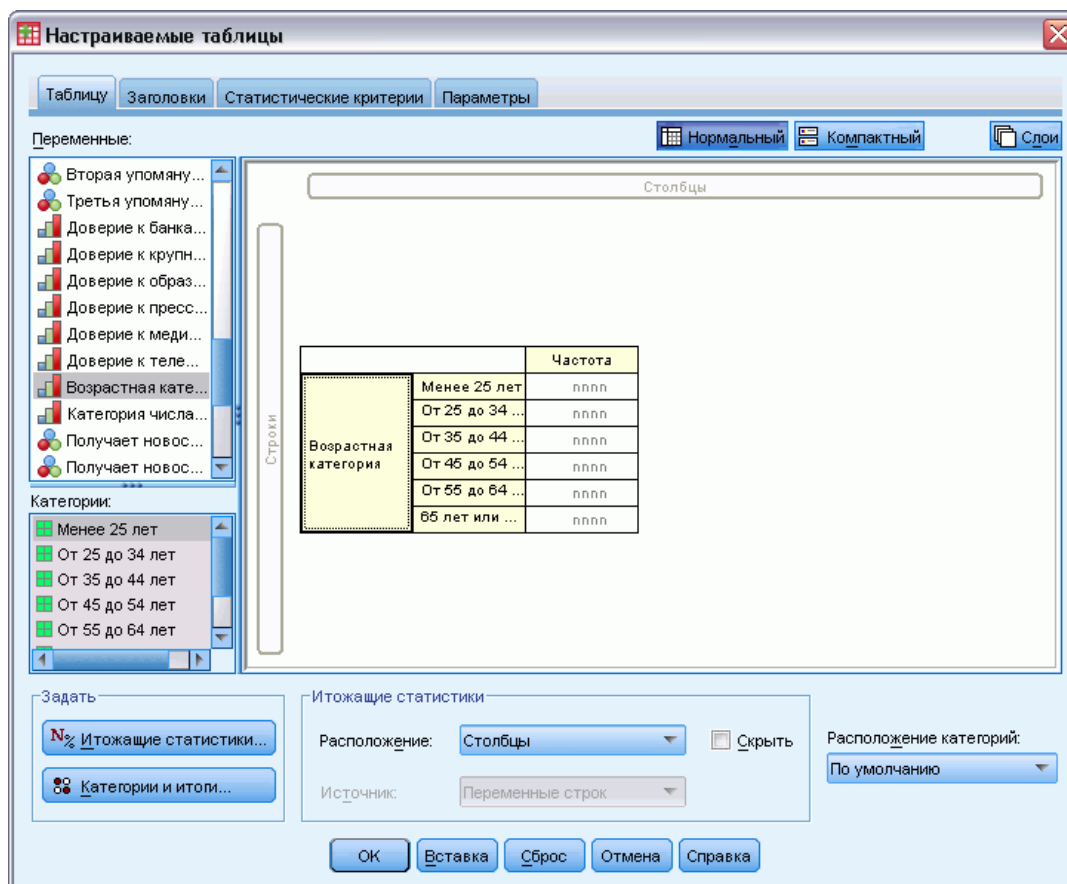 Настраиваемые таблицы
Таблицу Заголовки Статистические критерии Параметры
Переменные:
Нормальный Компактный Слои
Вторая упомяну...
Третья упомяну...
Доверие к банка...
Доверие к крупн...
Доверие к образ...
Доверие к пресс...
Доверие к меди...
Доверие к теле...
Возрастная кате...
Категория числа...
Получает новос...
Получает новос...
Категории:
Менее 25 лет
От 25 до 34 лет
От 35 до 44 лет
От 45 до 54 лет
От 55 до 64 лет
Столбцы
Строки
Частота
Возрастная категория
Менее 25 лет nnnn
От 25 до 34 ... nnnn
От 35 до 44 ... nnnn
От 45 до 54 ... nnnn
От 55 до 64 ... nnnn
65 лет или ... nnnn
Задать
N% Итожащие статистики...
Категории и итоги...
Итожащие статистики
Расположение: Столбцы Скрыть
Источник: Переменные строк
Расположение категорий:
По умолчанию
OK Вставка Сброс Отмена Справка